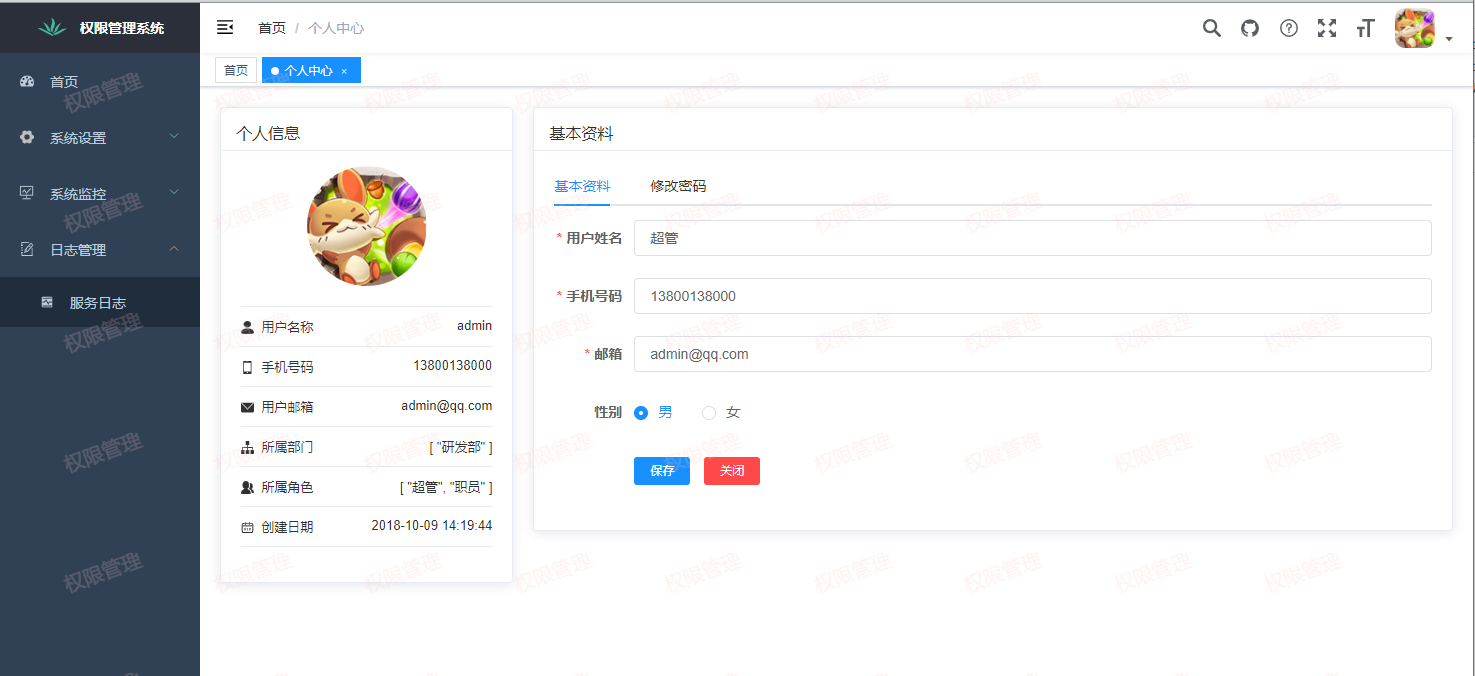 权限管理系统
首页 / 个人中心
首页
个人中心 ×
首页
系统设置
系统监控
日志管理
服务日志
个人信息
用户名称 admin
手机号码 13800138000
用户邮箱 admin@qq.com
所属部门 [ "研发部" ]
所属角色 [ "超管", "职员" ]
创建日期 2018-10-09 14:19:44
基本资料
基本资料 修改密码
* 用户姓名 超管
* 手机号码 13800138000
* 邮箱 admin@qq.com
性别 男 女
保存 关闭
权限管理